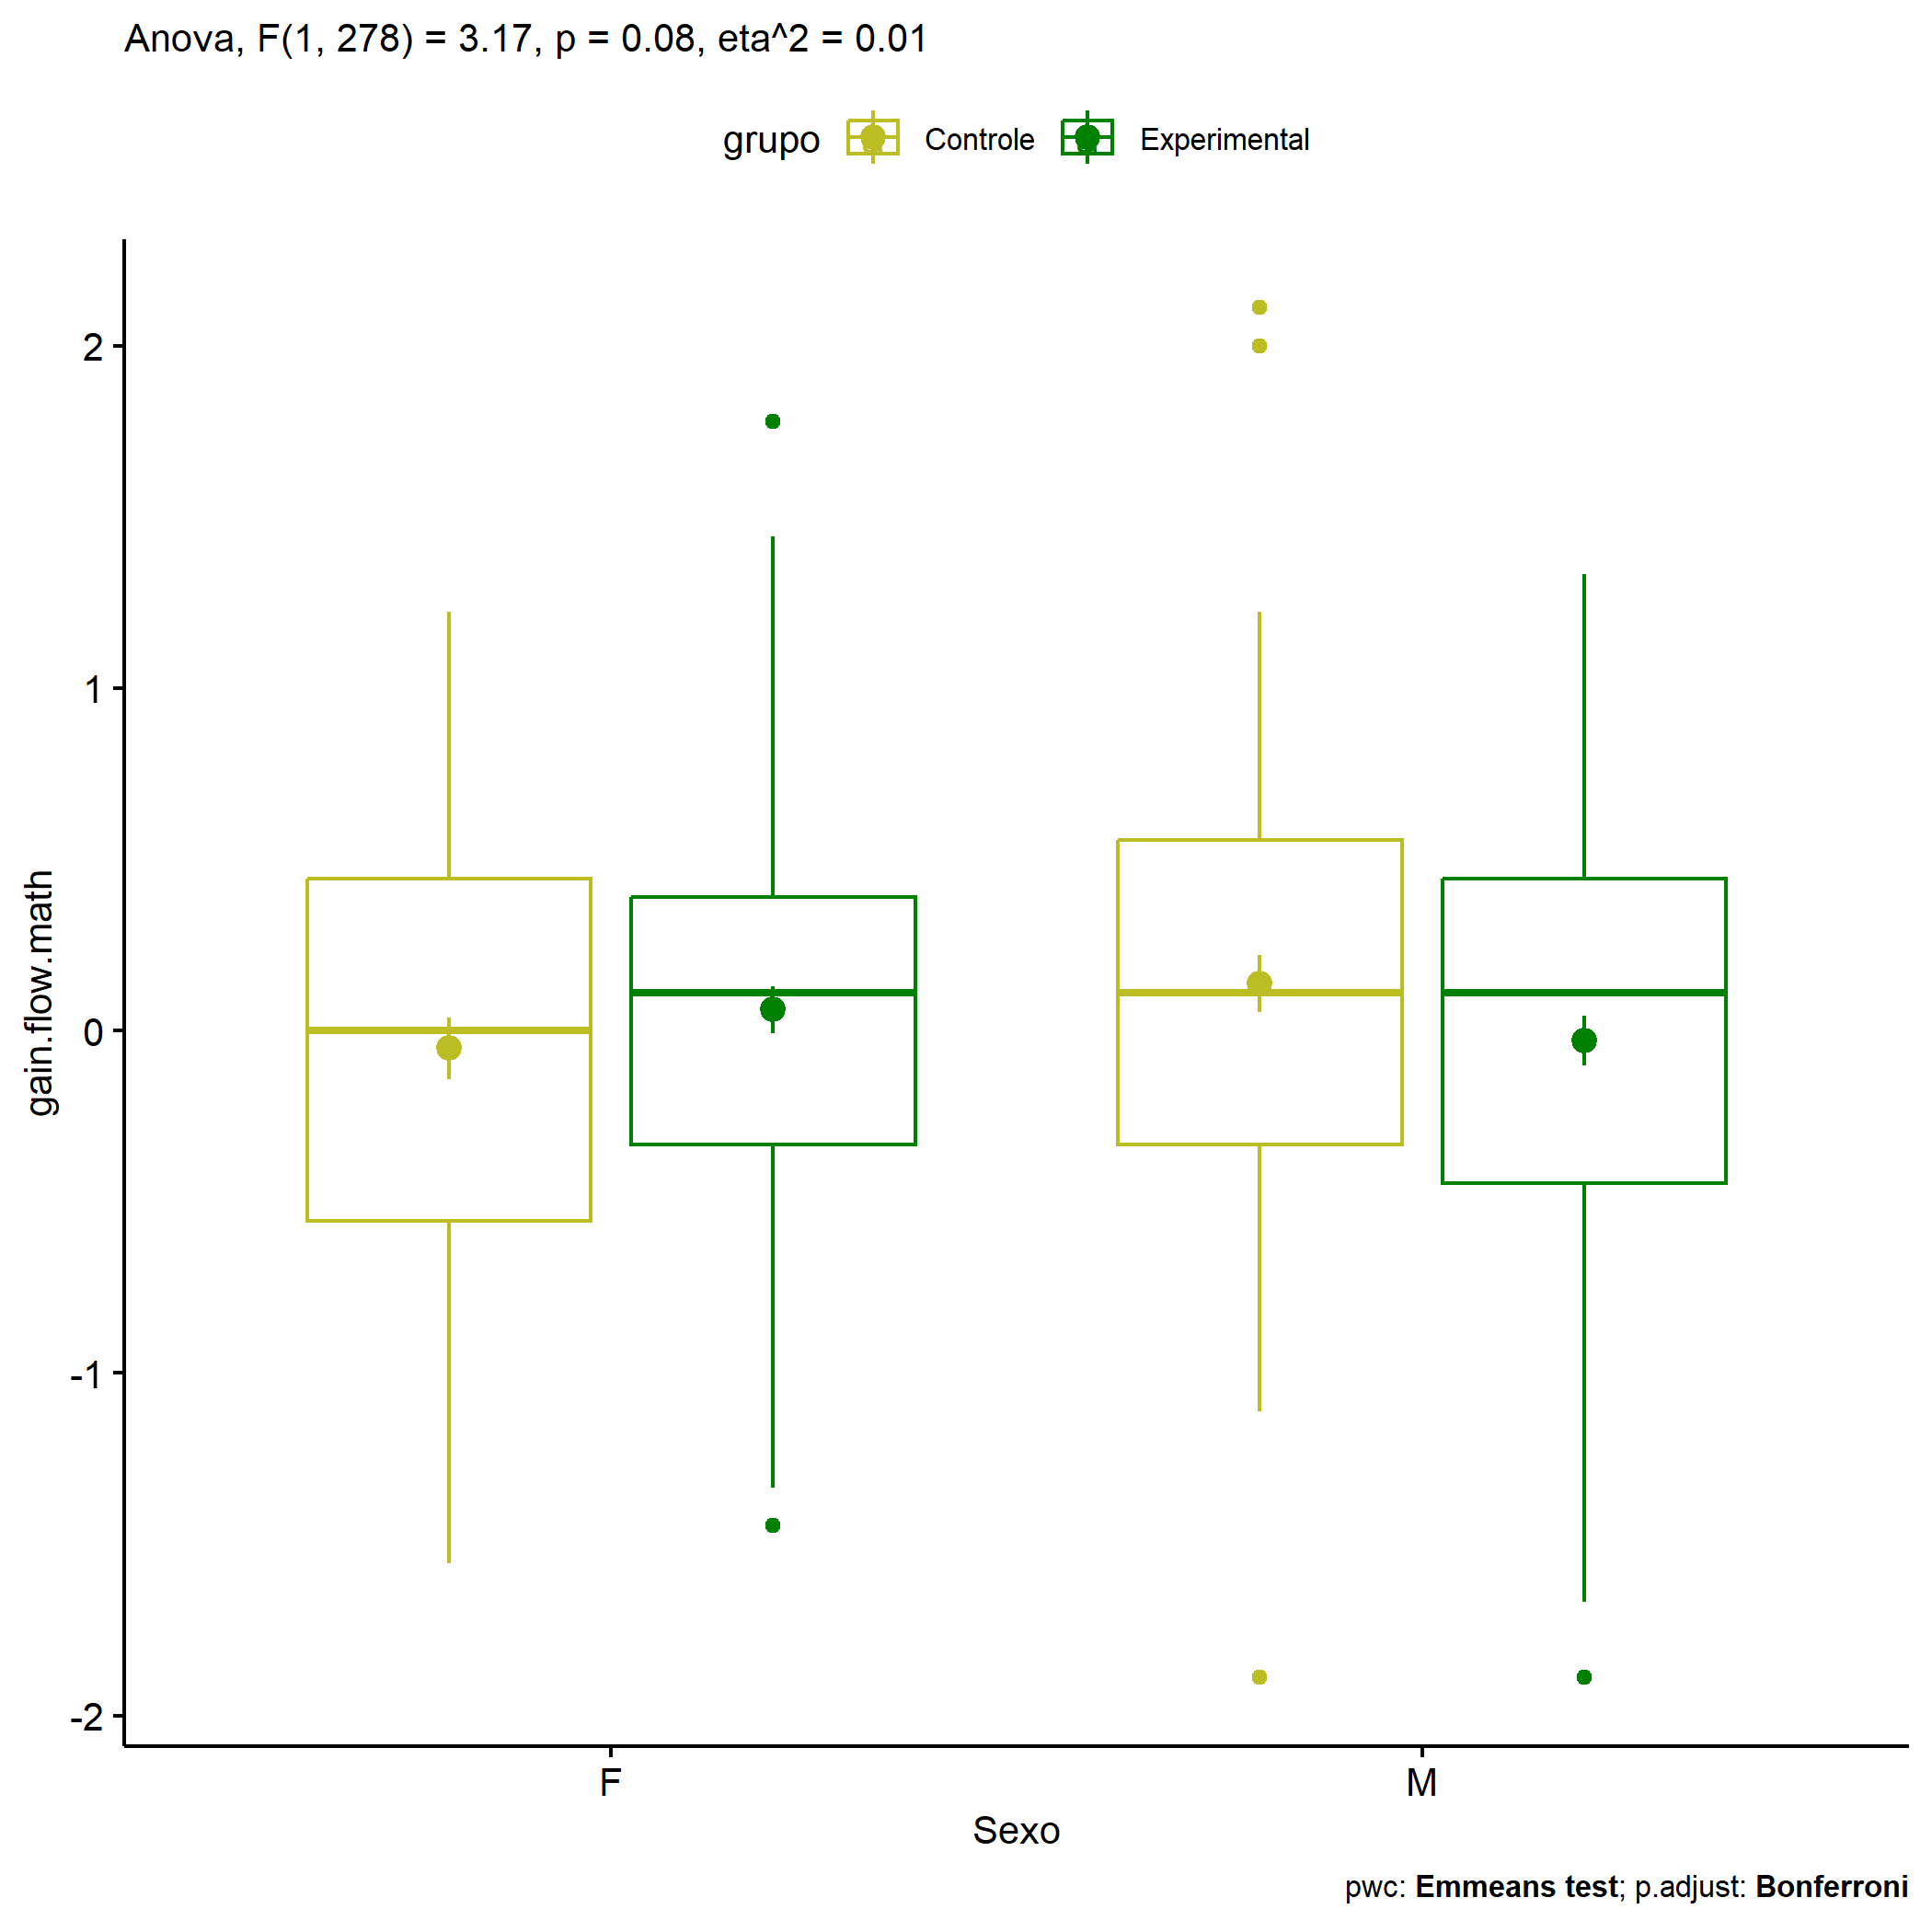 Anova, F(1, 278) = 3.17, p = 0.08, eta^2 = 0.01
grupo Controle Experimental
2
1
0
-1
-2
gain.flow.math
F M
Sexo
pwc: Emmeans test; p.adjust: Bonferroni